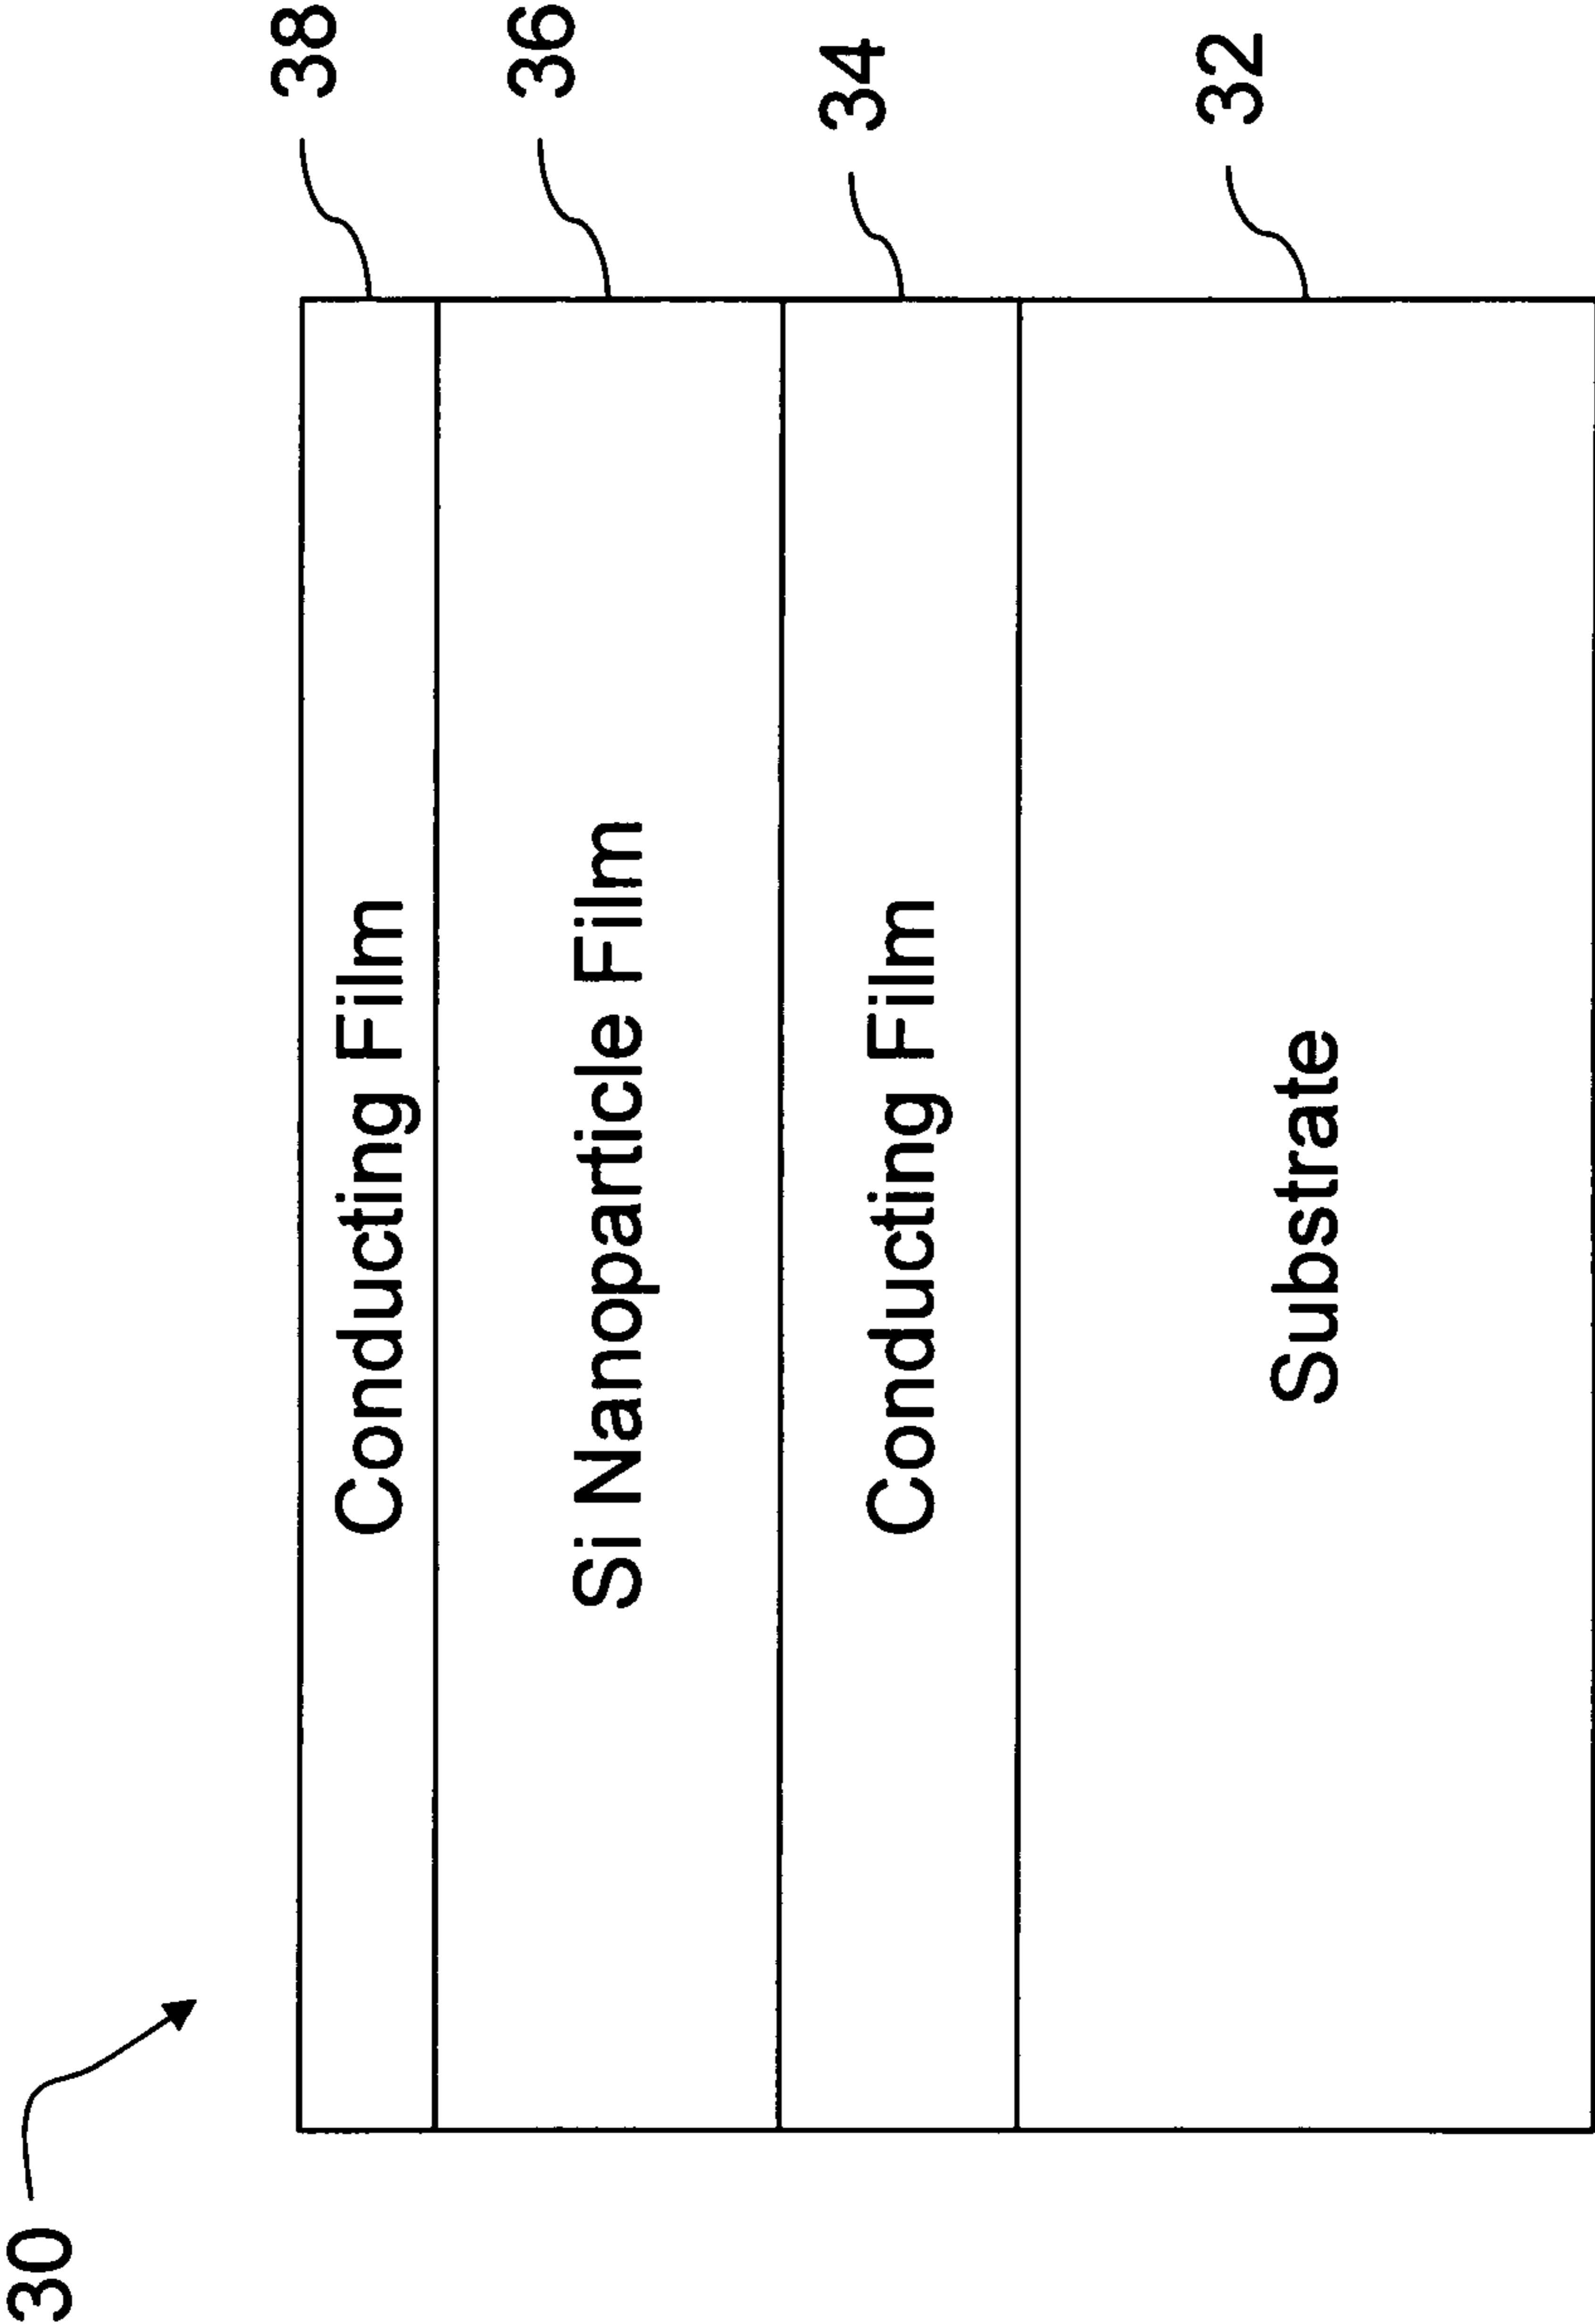 30
Conducting Film
38
Si Nanoparticle Film
36
Conducting Film
34
Substrate
32